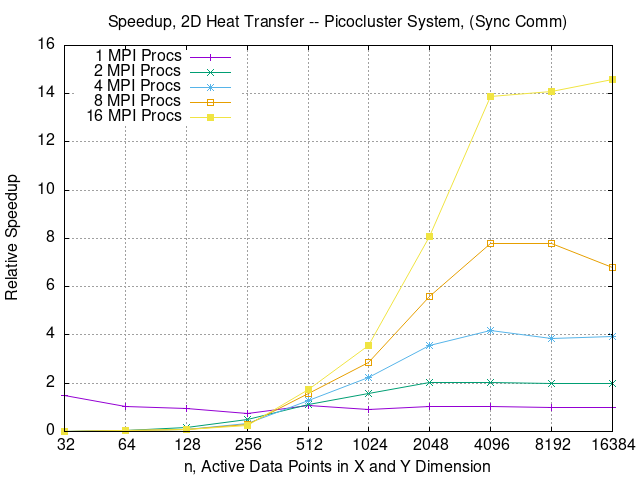 Speedup, 2D Heat Transfer -- Picocluster System, (Sync Comm)
16
14
12
10
8
6
4
2
0
Relative Speedup
1 MPI Procs
2 MPI Procs
4 MPI Procs
8 MPI Procs
16 MPI Procs
32 64 128 256 512 1024 2048 4096 8192 16384
n, Active Data Points in X and Y Dimension